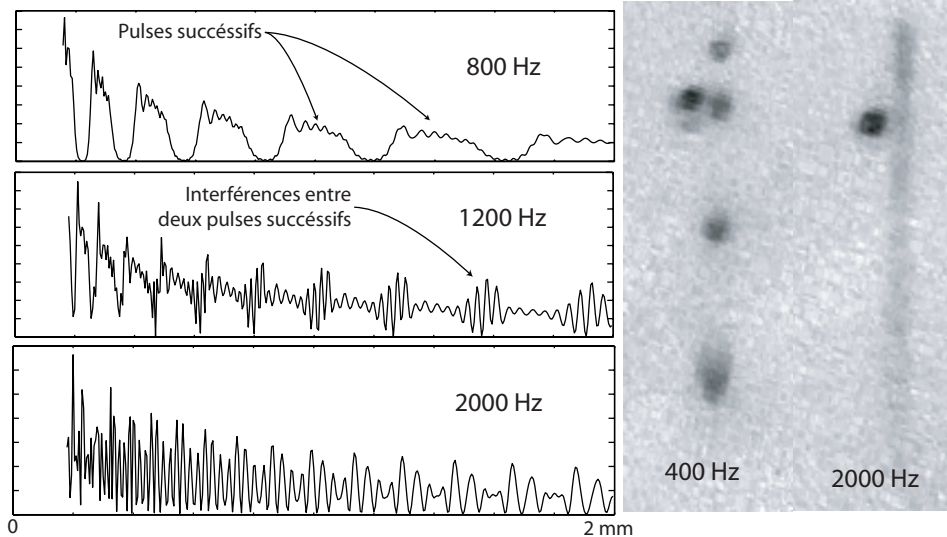 Pulses succéssifs
800 Hz
Interférences entre
deux pulses succéssifs
1200 Hz
2000 Hz
0
2 mm
400 Hz
2000 Hz